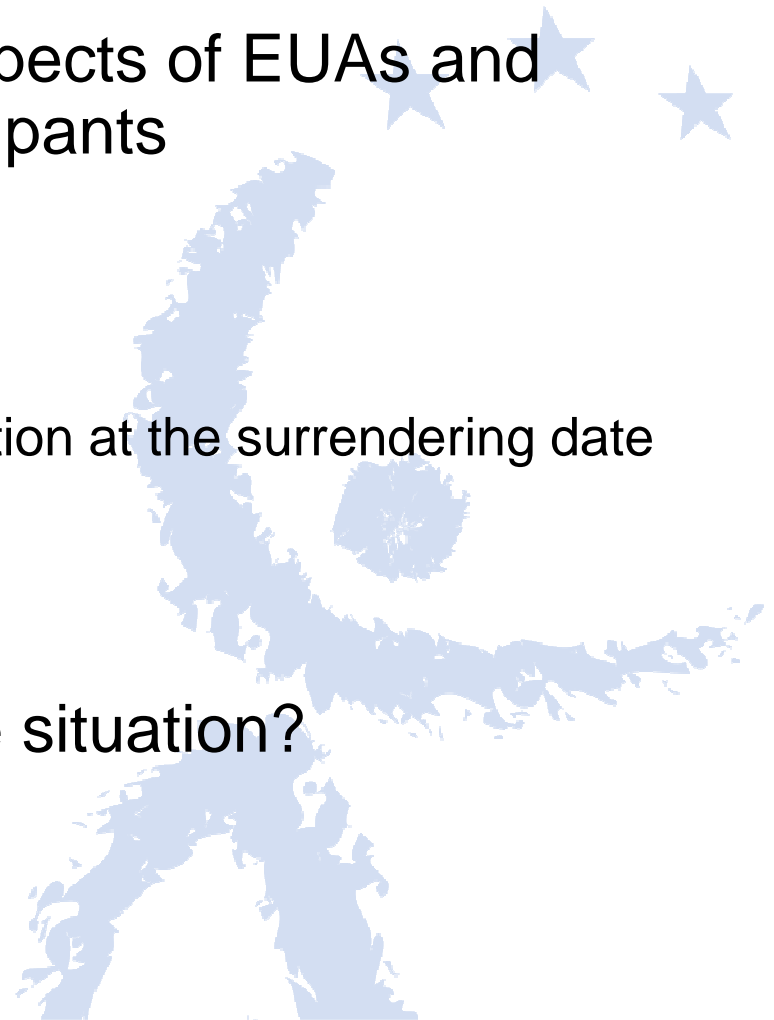 pects of EUAs and
pants
tion at the surrendering date
situation?